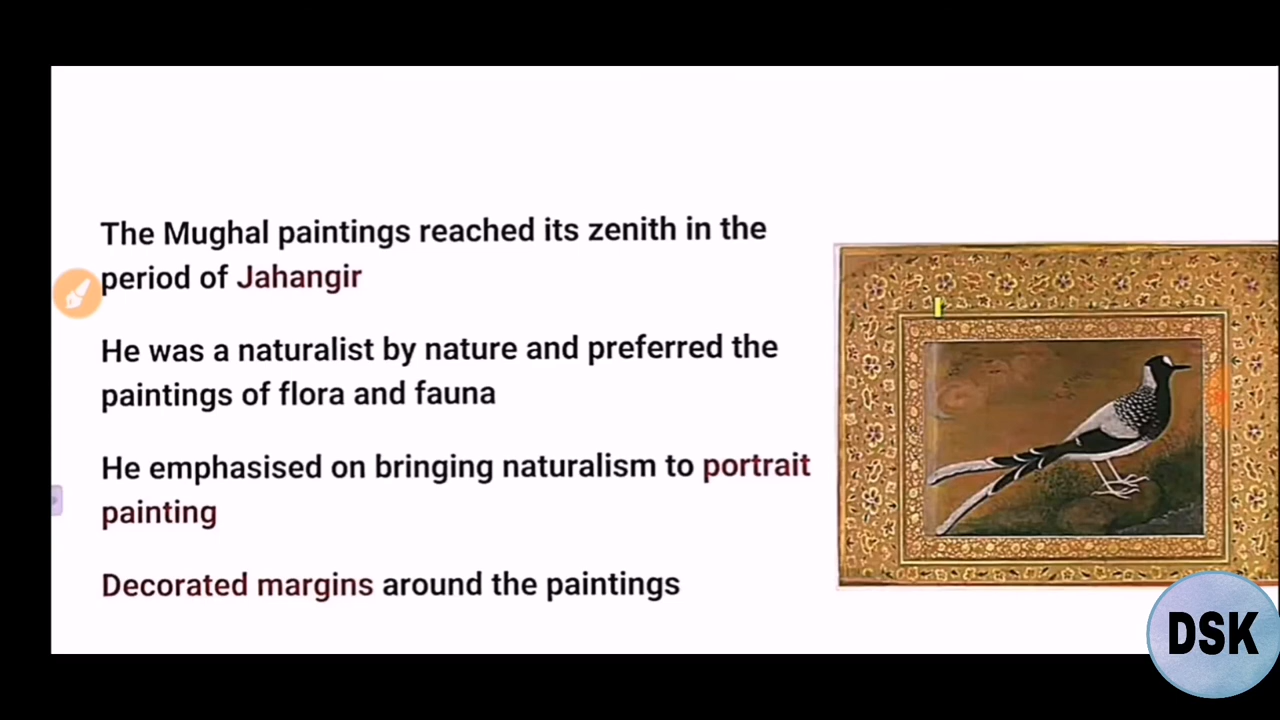 The Mughal paintings reached its zenith in the
period of Jahangir
He was a naturalist by nature and preferred the
paintings of flora and fauna
He emphasised on bringing naturalism to portrait
painting
Decorated margins around the paintings
DSK